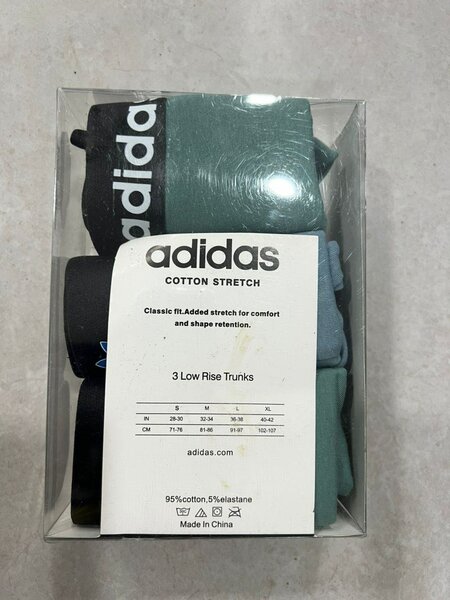 adidas
adidas
COTTON STRETCH
Classic fit.Added stretch for comfort
and shape retention.
3 Low Rise Trunks
S M L XL
IN 28-30 32-34 36-38 40-42
CM 71-76 81-86 91-97 102-107
adidas.com
95%cotton,5%elastane
Made In China